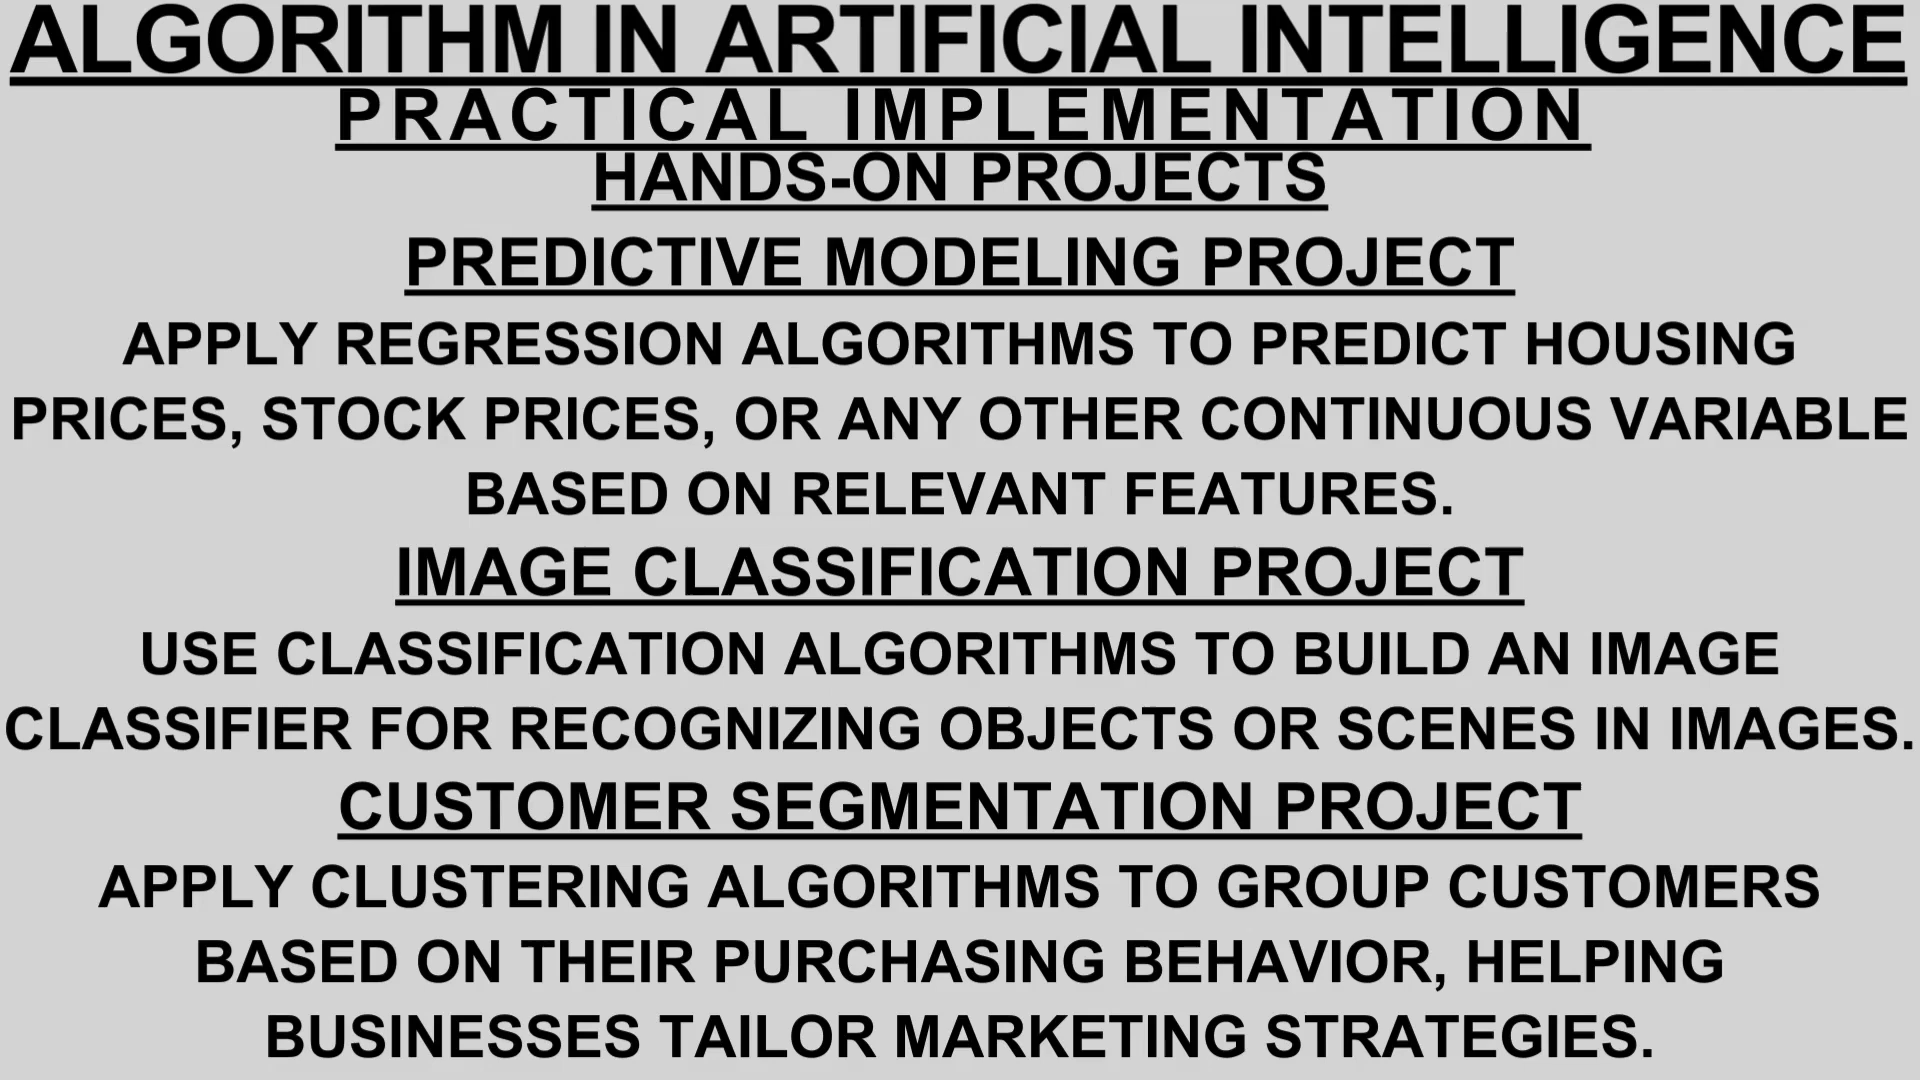 ALGORITHM IN ARTIFICIAL INTELLIGENCE
PRACTICAL IMPLEMENTATION
HANDS-ON PROJECTS
PREDICTIVE MODELING PROJECT
APPLY REGRESSION ALGORITHMS TO PREDICT HOUSING
PRICES, STOCK PRICES, OR ANY OTHER CONTINUOUS VARIABLE
BASED ON RELEVANT FEATURES.
IMAGE CLASSIFICATION PROJECT
USE CLASSIFICATION ALGORITHMS TO BUILD AN IMAGE
CLASSIFIER FOR RECOGNIZING OBJECTS OR SCENES IN IMAGES.
CUSTOMER SEGMENTATION PROJECT
APPLY CLUSTERING ALGORITHMS TO GROUP CUSTOMERS
BASED ON THEIR PURCHASING BEHAVIOR, HELPING
BUSINESSES TAILOR MARKETING STRATEGIES.